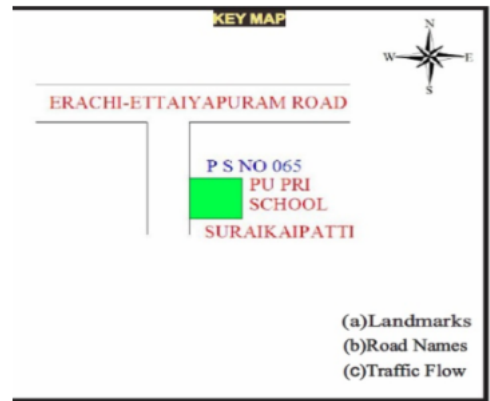 KEY MAP
N
W E
S
ERACHI-ETTAIYAPURAM ROAD
P S NO 065
PU PRI
SCHOOL
SURAIKAIPATTI
(a)Landmarks
(b)Road Names
(c)Traffic Flow